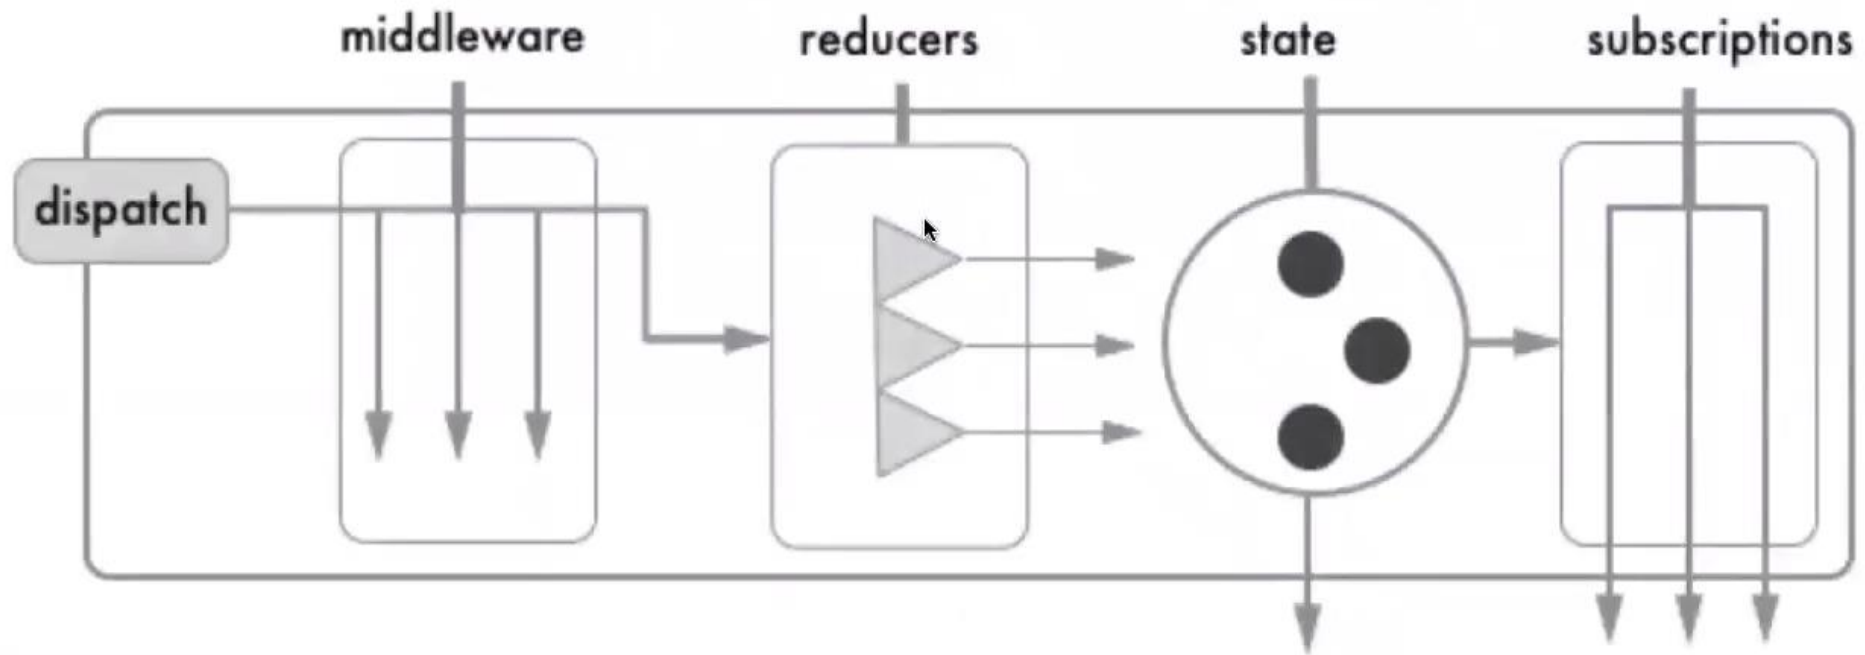 middleware
reducers
state
subscriptions
dispatch